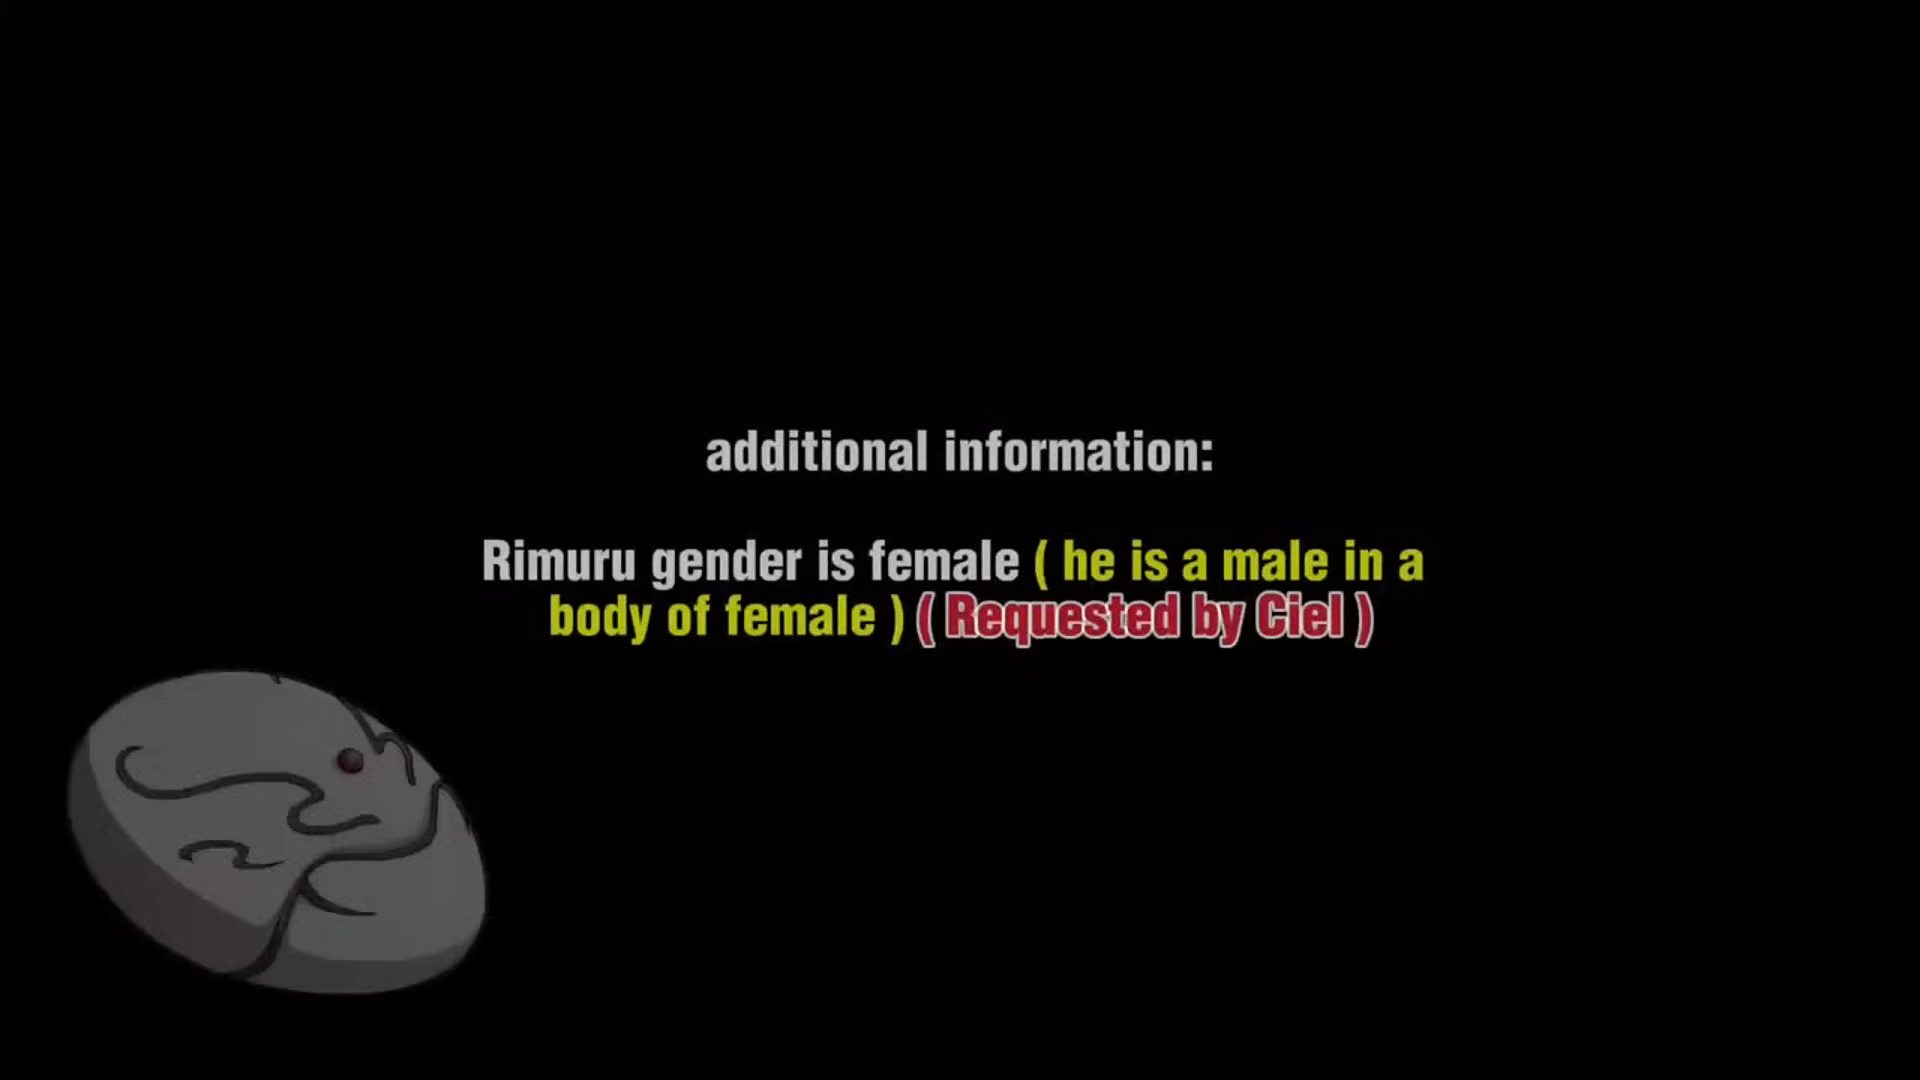 additional information:
Rimuru gender is female ( he is a male in a
body of female ) ( Requested by Ciel )